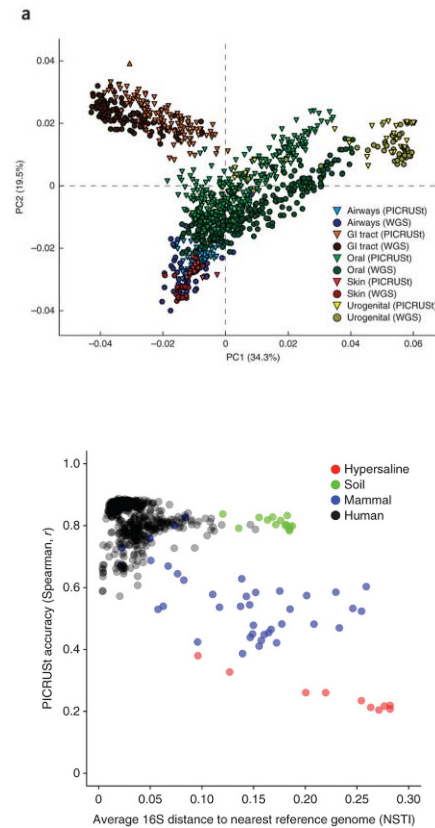 a
0.04
0.02
0
−0.02
−0.04
PC2 (19.5%)
Airways (PICRUSt)
Airways (WGS)
GI tract (PICRUSt)
GI tract (WGS)
Oral (PICRUSt)
Oral (WGS)
Skin (PICRUSt)
Skin (WGS)
Urogenital (PICRUSt)
Urogenital (WGS)
−0.04 −0.02 0 0.02 0.04 0.06
PC1 (34.3%)
1.0
0.8
0.6
0.4
0.2
0
PICRUSt accuracy (Spearman, r)
Hypersaline
Soil
Mammal
Human
0 0.05 0.10 0.15 0.20 0.25 0.30
Average 16S distance to nearest reference genome (NSTI)